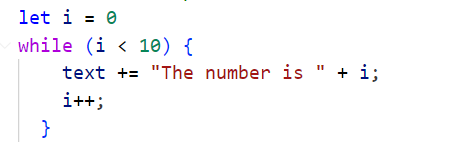 let i = 0
while (i < 10) {
text += "The number is " + i;
i++;
}